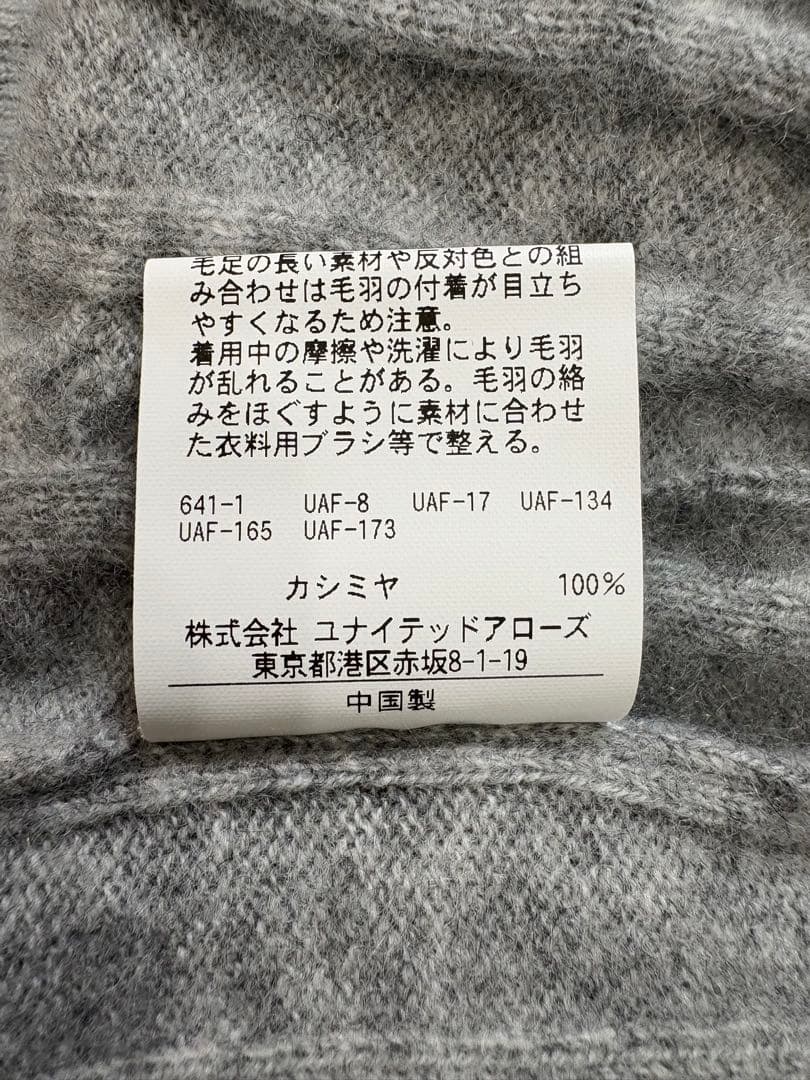 毛足の長い素材や反対色との組
み合わせは毛羽の付着が目立ち
やすくなるため注意。
着用中の摩擦や洗濯により毛羽
が乱れることがある。毛羽の絡
みをほぐすように素材に合わせ
た衣料用ブラシ等で整える。
641-1 UAF-8 UAF-17 UAF-134
UAF-165 UAF-173
カシミヤ 100%
株式会社 ユナイテッドアローズ
東京都港区赤坂8-1-19
中国製